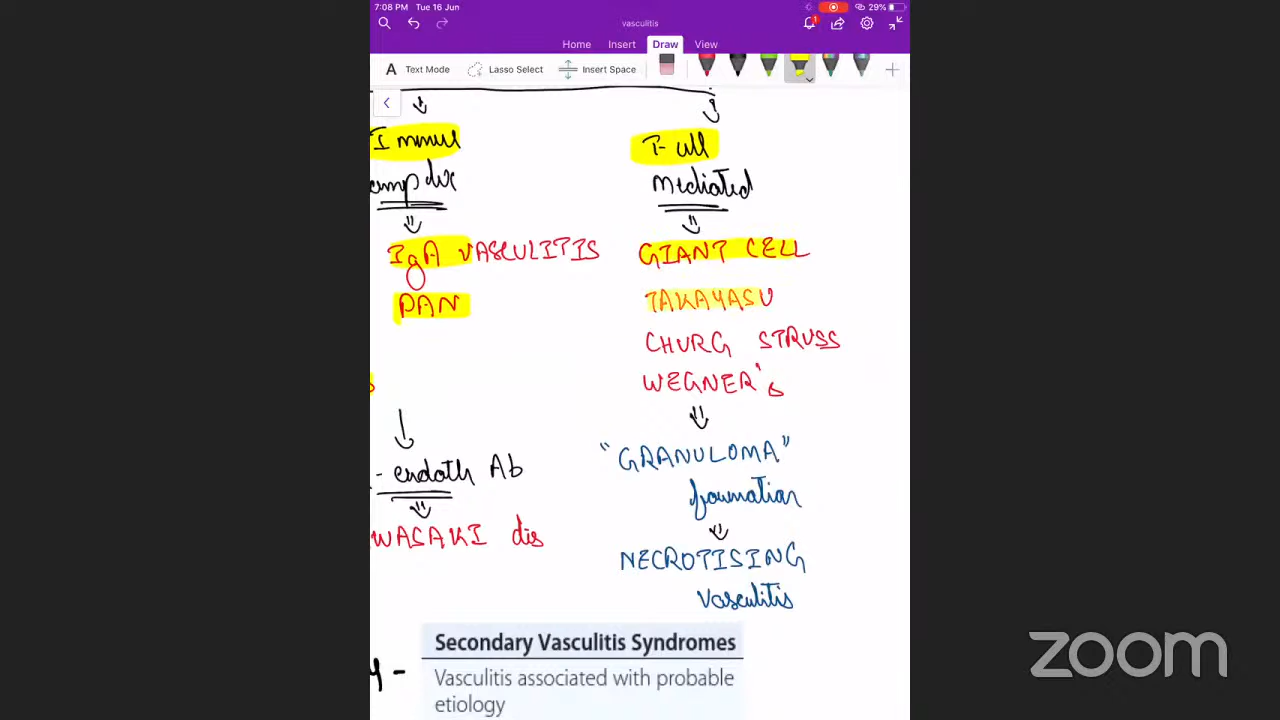 7:08 PM Tue 16 Jun
29%
vasculitis
Home Insert Draw View
A Text Mode Lasso Select Insert Space
Immune
complex
IgA VASCULITIS
PAN
- endoth Ab
WASAKI dis
T-cell
Mediated
GIANT CELL
TAKAYASU
CHURG STRUSS
WEGNER's
"GRANULOMA"
formation
NECROTISING
Vasculitis
Secondary Vasculitis Syndromes
Vasculitis associated with probable
etiology
zoom